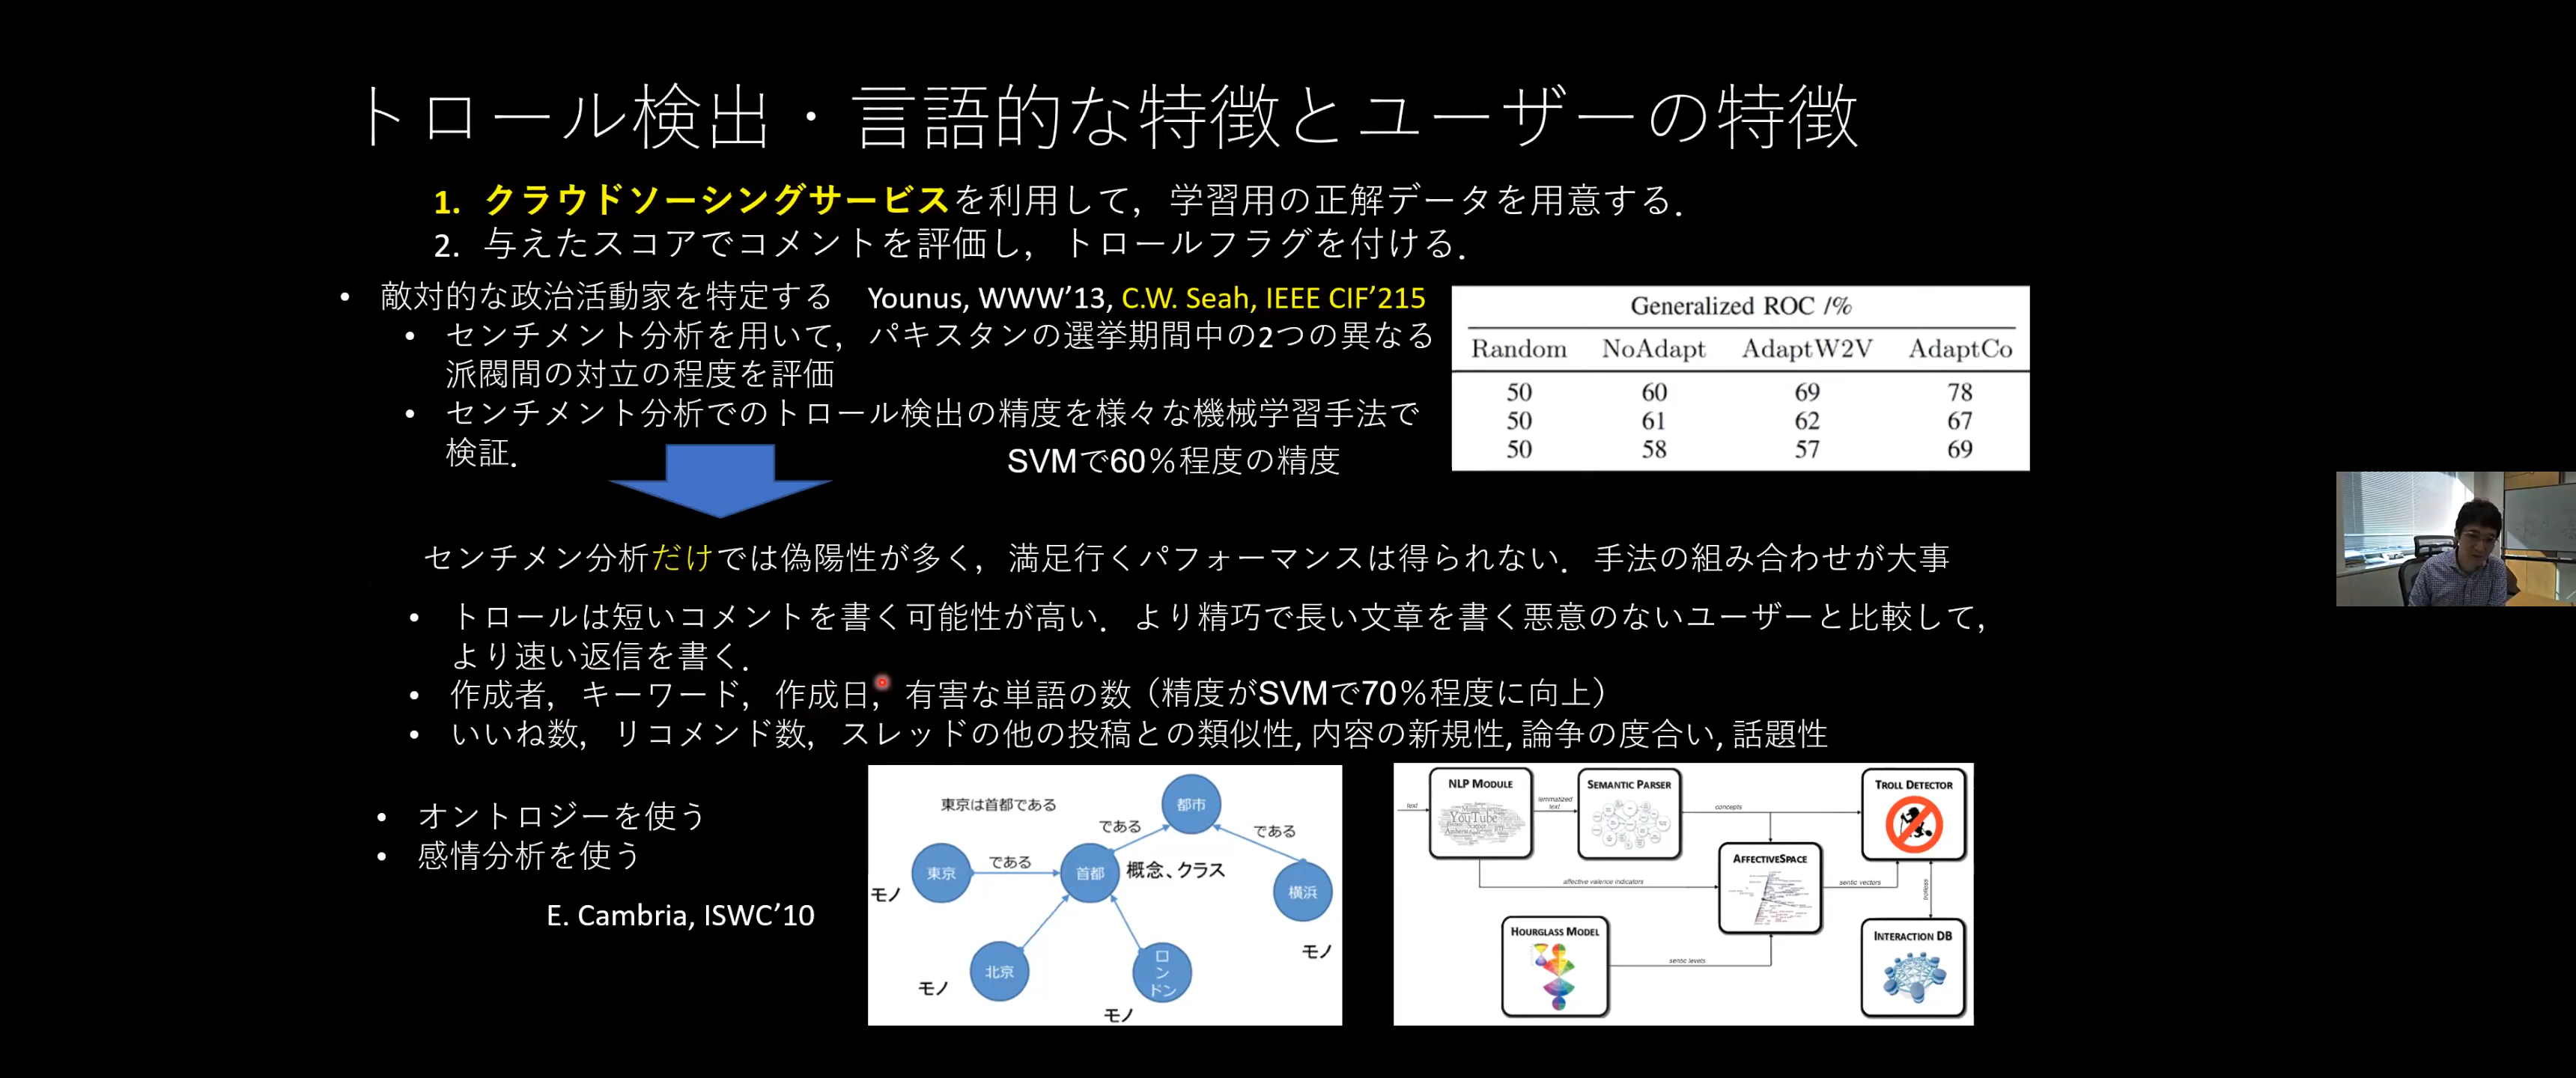 トロール検出・言語的な特徴とユーザーの特徴
1. クラウドソーシングサービスを利用して，学習用の正解データを用意する．
2. 与えたスコアでコメントを評価し，トロールフラグを付ける．
• 敵対的な政治活動家を特定する Younus, WWW’13, C.W. Seah, IEEE CIF’215
• センチメント分析を用いて，パキスタンの選挙期間中の2つの異なる
派閥間の対立の程度を評価
• センチメント分析でのトロール検出の精度を様々な機械学習手法で
検証.
SVMで60％程度の精度
Generalized ROC /%
Random NoAdapt AdaptW2V AdaptCo
50 60 69 78
50 61 62 67
50 58 57 69
センチメン分析だけでは偽陽性が多く，満足行くパフォーマンスは得られない．手法の組み合わせが大事
• トロールは短いコメントを書く可能性が高い．より精巧で長い文章を書く悪意のないユーザーと比較して，
より速い返信を書く．
• 作成者，キーワード，作成日，有害な単語の数（精度がSVMで70％程度に向上）
• いいね数，リコメンド数，スレッドの他の投稿との類似性, 内容の新規性, 論争の度合い, 話題性
• オントロジーを使う
• 感情分析を使う
E. Cambria, ISWC’10
東京は首都である
都市
である
である
東京
である
首都
概念、クラス
横浜
モノ
モノ
北京
ロンドン
モノ
モノ
NLP MODULE
SEMANTIC PARSER
TROLL DETECTOR
text
lemmatized text
concepts
YouTube
AFFECTIVESPACE
affective valence indicators
sentic vectors
HOURGLASS MODEL
sentic levels
INTERACTION DB